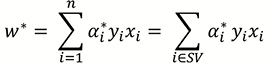 w* = ∑_{i=1}^{n} α_i^* y_i x_i = ∑_{i∈SV} α_i^* y_i x_i